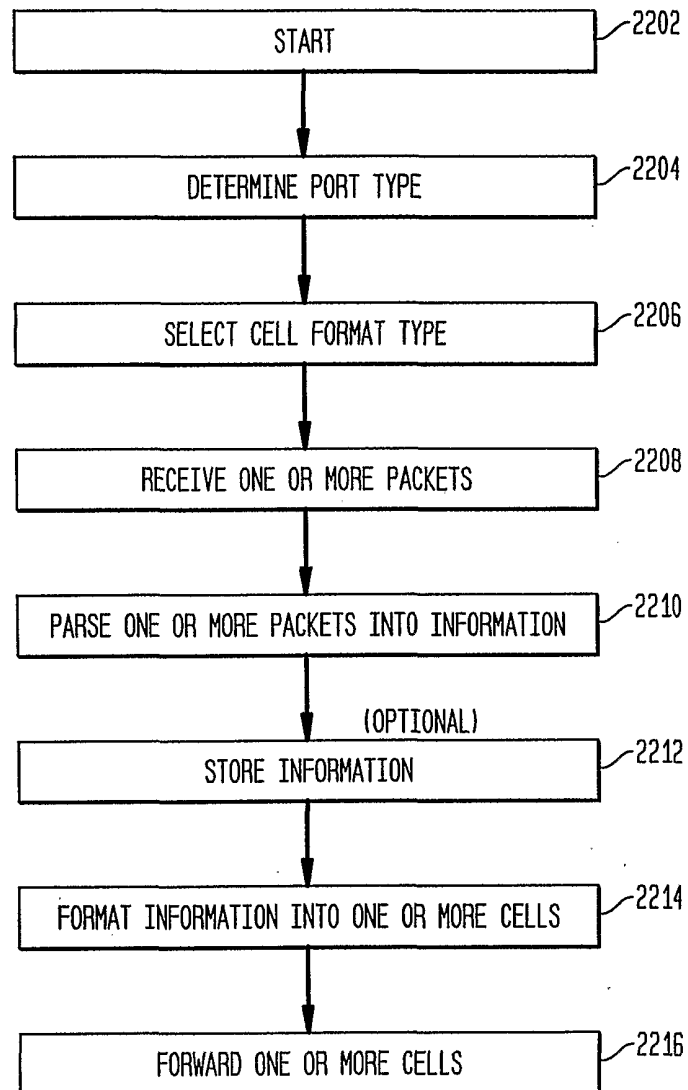 START
2202
DETERMINE PORT TYPE
2204
SELECT CELL FORMAT TYPE
2206
RECEIVE ONE OR MORE PACKETS
2208
PARSE ONE OR MORE PACKETS INTO INFORMATION
2210
(OPTIONAL)
STORE INFORMATION
2212
FORMAT INFORMATION INTO ONE OR MORE CELLS
2214
FORWARD ONE OR MORE CELLS
2216